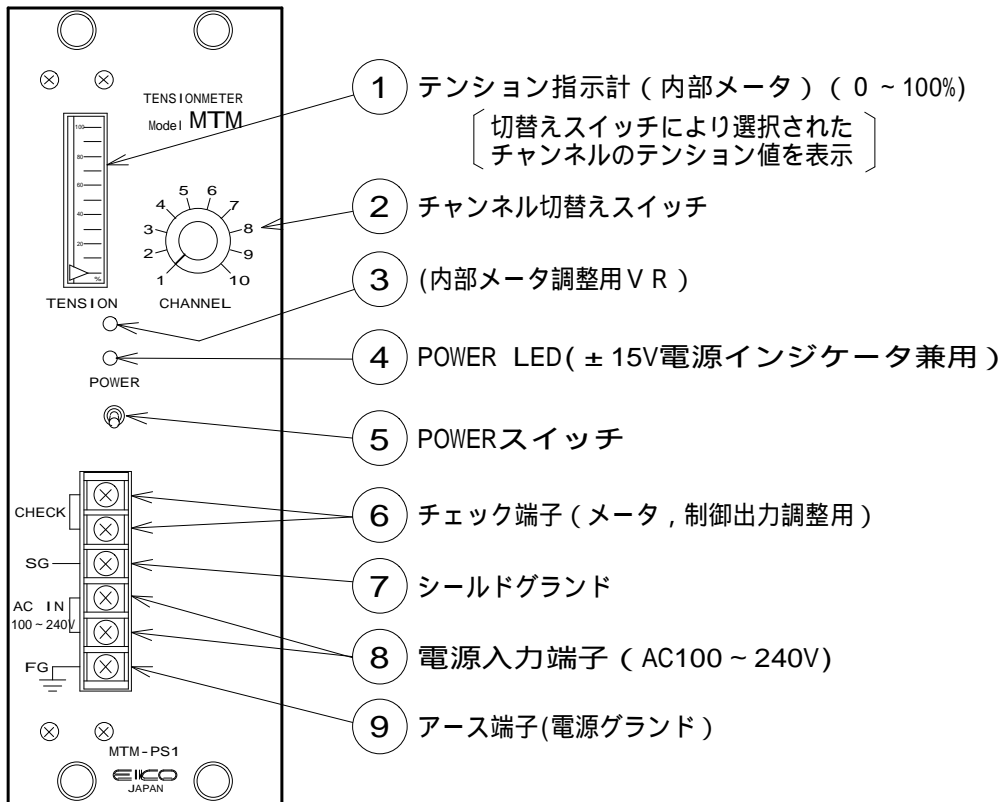 TENSIONMETER
Model MTM
100
80
60
40
20
%
TENSION
1
2
3
4
5
6
7
8
9
10
CHANNEL
POWER
CHECK
SG
AC IN
100~240V
FG
MTM-PS1
EIKO
JAPAN
① テンション指示計(内部メータ)(0~100%)
切替えスイッチにより選択された
チャンネルのテンション値を表示
② チャンネル切替えスイッチ
③ (内部メータ調整用VR)
④ POWER LED(±15V電源インジケータ兼用)
⑤ POWERスイッチ
⑥ チェック端子(メータ,制御出力調整用)
⑦ シールドグランド
⑧ 電源入力端子(AC100~240V)
⑨ アース端子(電源グランド)